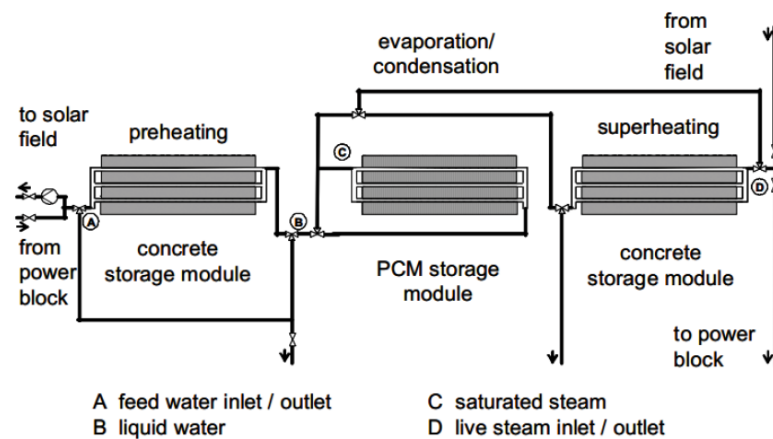 evaporation/
condensation
from
solar
field
to solar
field
preheating
superheating
C
D
A
B
from
power
block
concrete
storage module
PCM storage
module
concrete
storage module
to power
block
A feed water inlet / outlet
B liquid water
C saturated steam
D live steam inlet / outlet